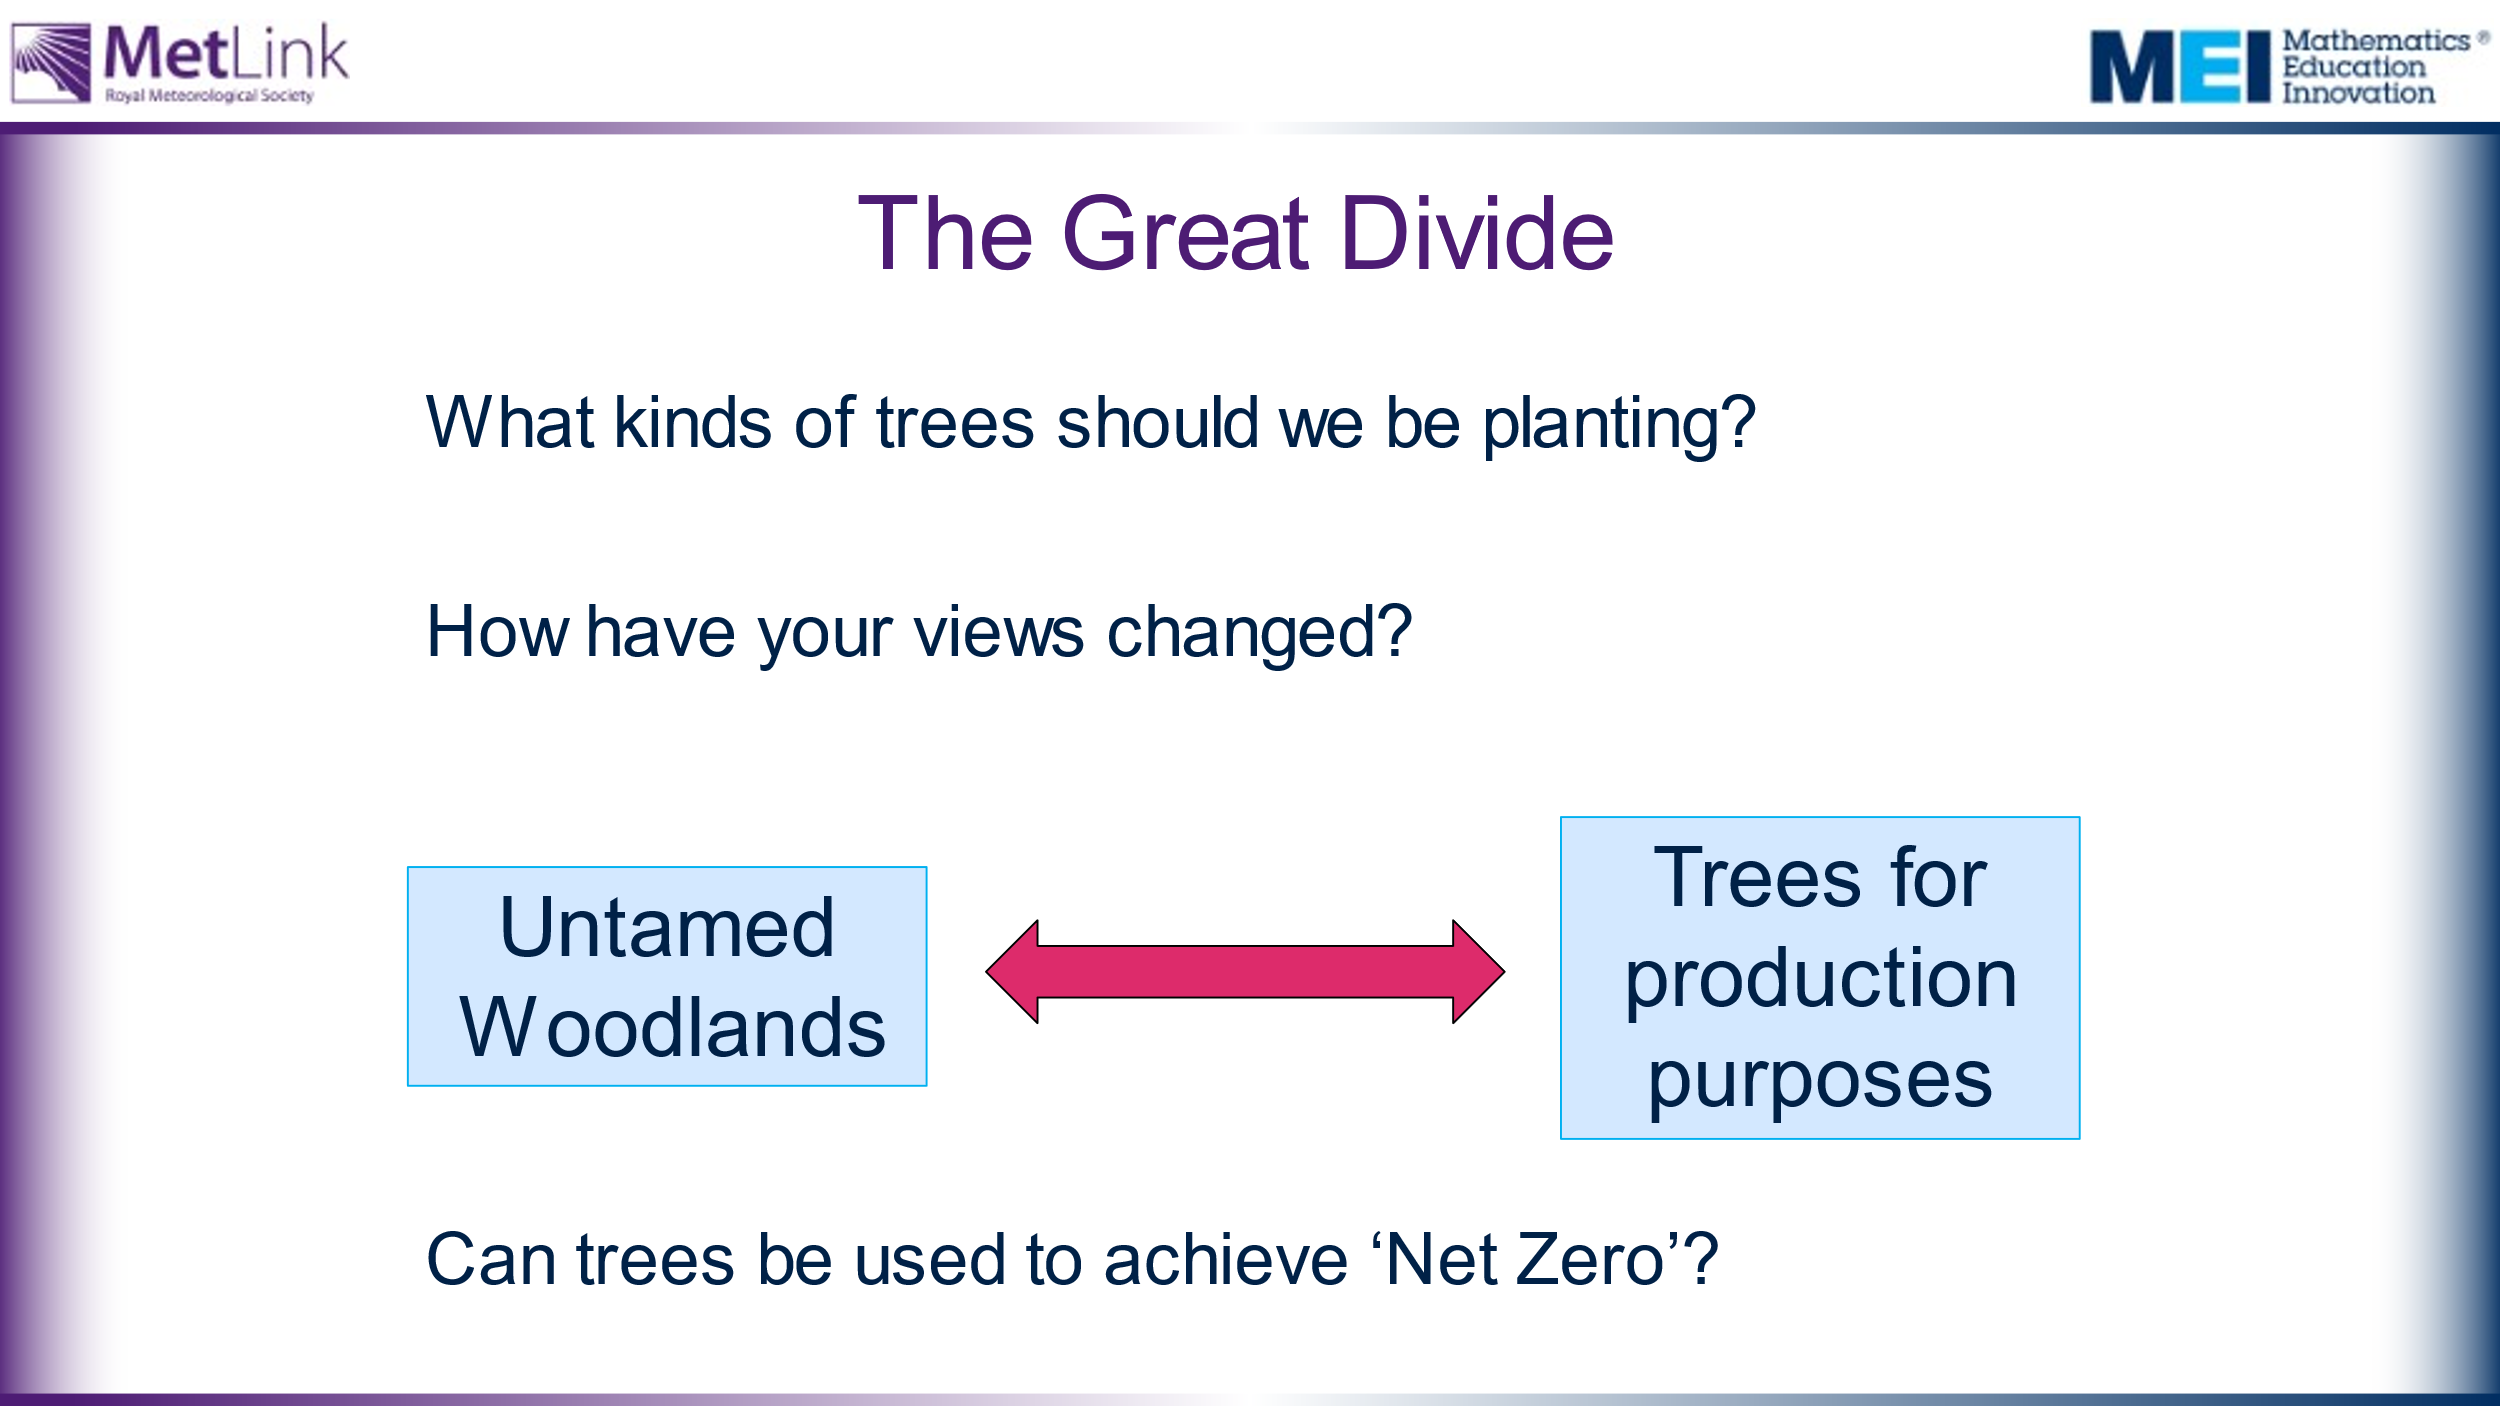 MetLink
Royal Meteorological Society
MEI
Mathematics ®
Education
Innovation
The Great Divide
What kinds of trees should we be planting?
How have your views changed?
Untamed
Woodlands
Trees for
production
purposes
Can trees be used to achieve ‘Net Zero’?